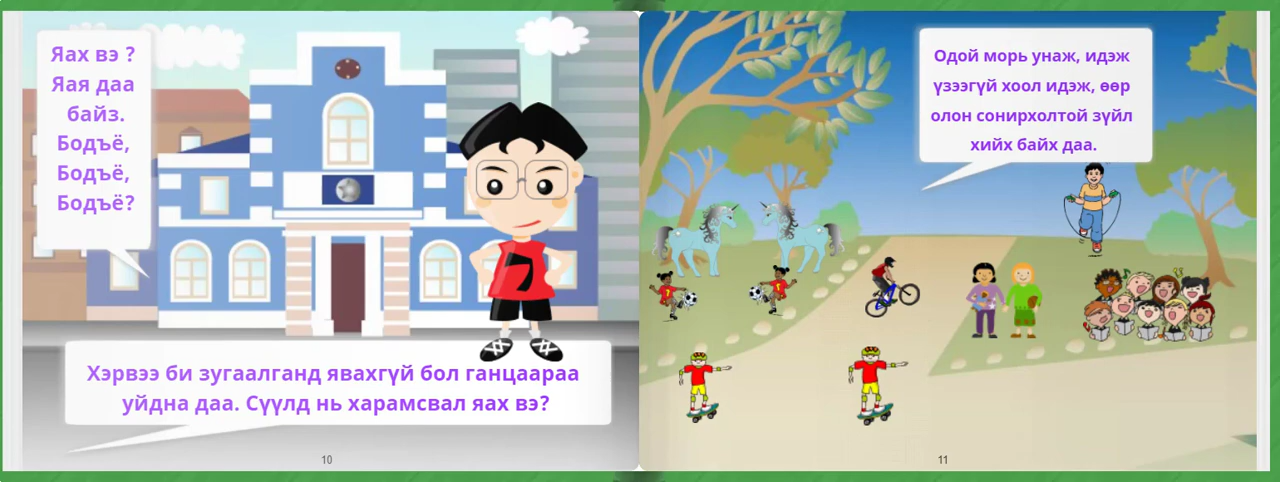 Яах вэ ?
Яая даа
байз.
Бодъё,
Бодъё,
Бодъё?
Хэрвээ би зугаалганд явахгүй бол ганцаараа
уйдна даа. Сүүлд нь харамсвал яах вэ?
10
Одой морь унаж, идэж
үзээгүй хоол идэж, өөр
олон сонирхолтой зүйл
хийх байх даа.
11